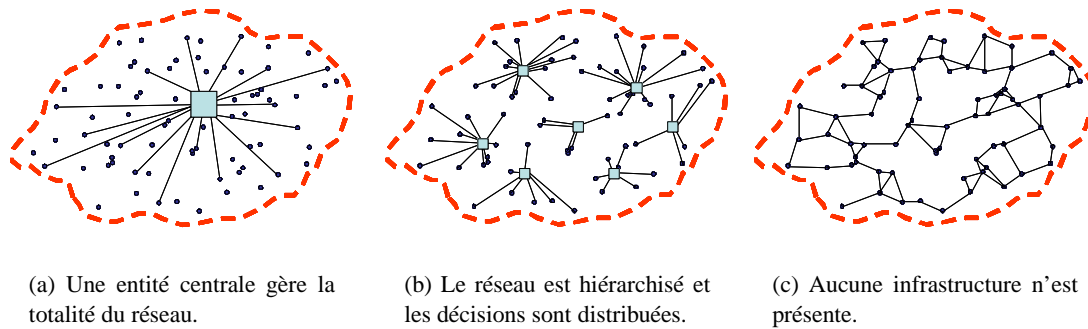 (a) Une entité centrale gère la
totalité du réseau.
(b) Le réseau est hiérarchisé et
les décisions sont distribuées.
(c) Aucune infrastructure n'est
présente.